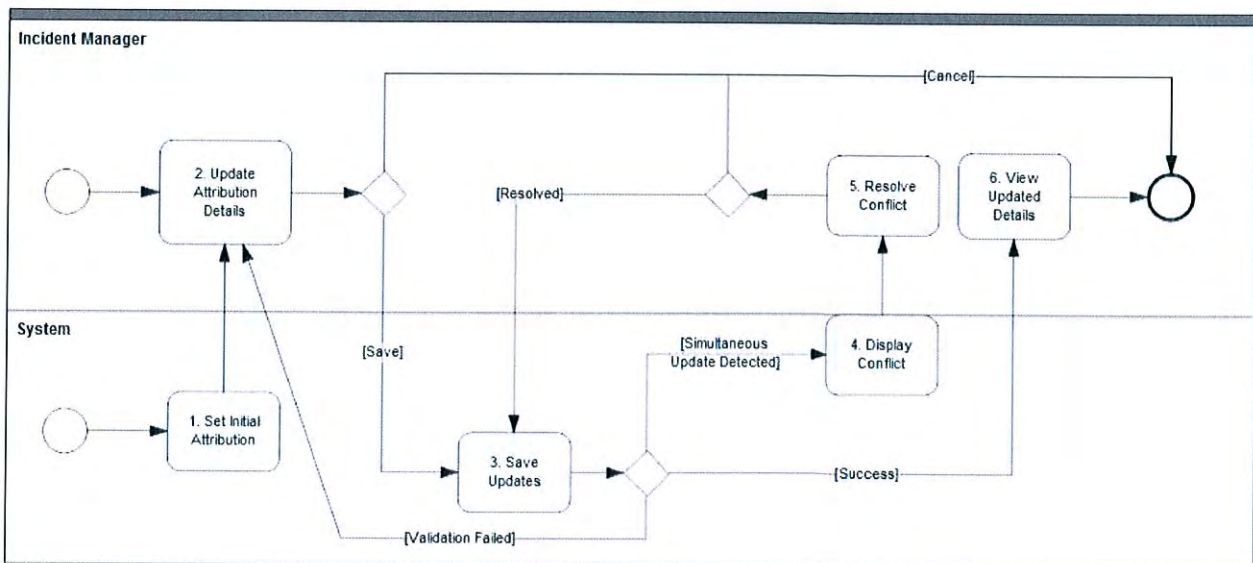 Incident Manager
[Cancel]
2. Update
Attribution
Details
[Resolved]
5. Resolve
Conflict
6. View
Updated
Details
System
[Save]
[Simultaneous
Update Detected]
4. Display
Conflict
1. Set Initial
Attribution
3. Save
Updates
[Success]
[Validation Failed]